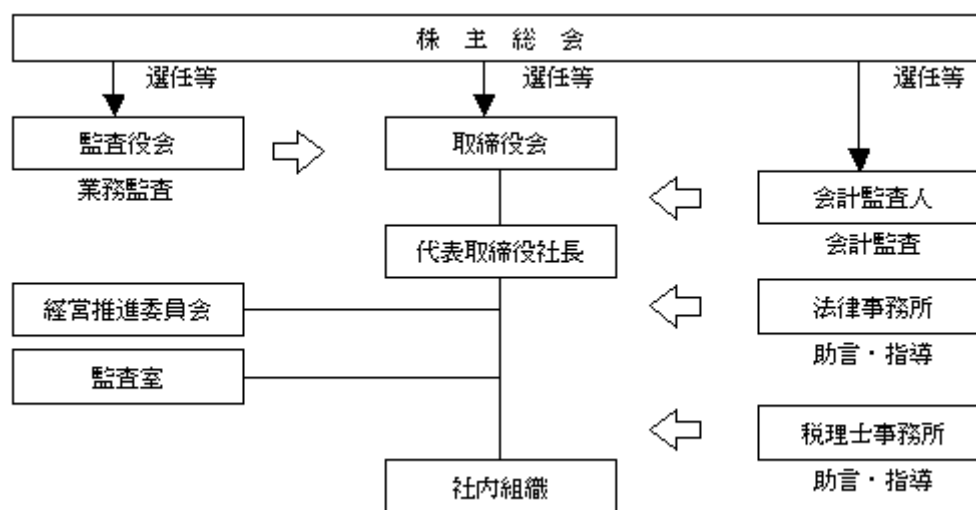 株 主 総 会
選任等 選任等 選任等
監査役会 取締役会
業務監査 会計監査人
代表取締役社長 会計監査
経営推進委員会 法律事務所
監査室 助言・指導
税理士事務所
社内組織 助言・指導